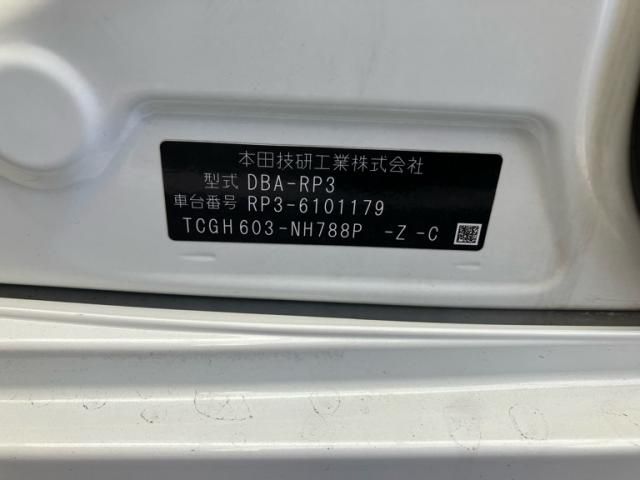 本田技研工業株式会社
型式 DBA-RP3
車台番号 RP3-6101179
TCGH603-NH788P -Z -C